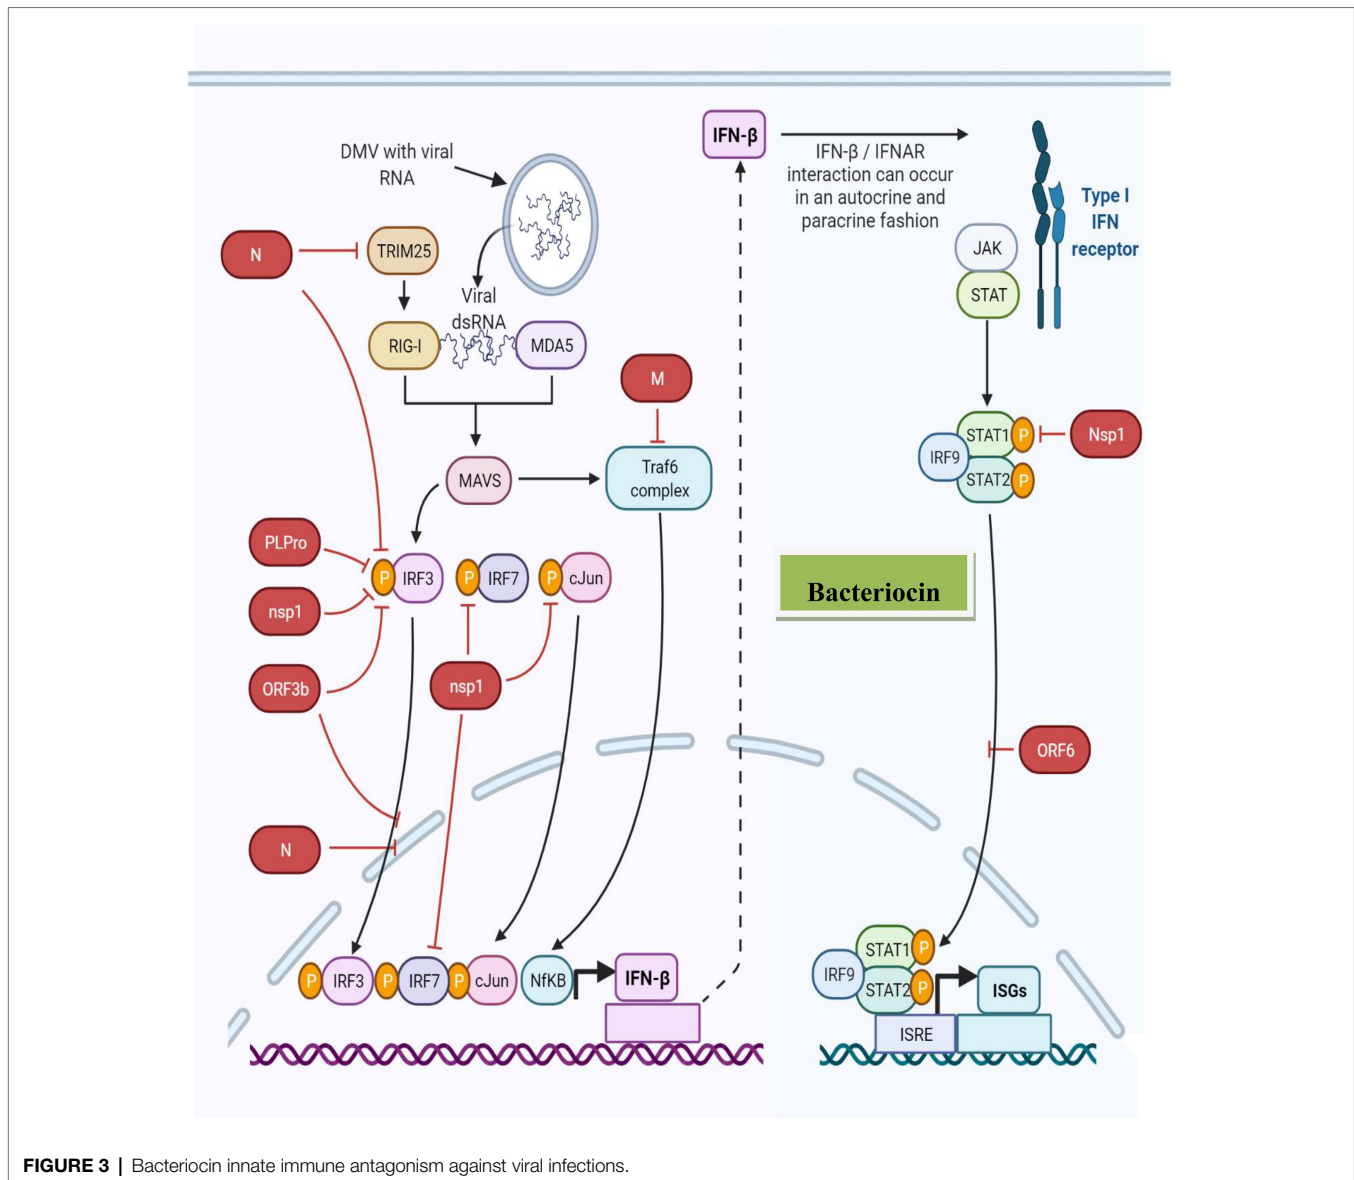 DMV with viral
RNA
N
TRIM25
Viral
dsRNA
RIG-I
MDA5
M
MAVS
Traf6
complex
PLPro
P
IRF3
P
IRF7
P
cJun
nsp1
ORF3b
nsp1
N
P
IRF3
P
IRF7
P
cJun
NfKB
IFN-β
IFN-β
IFN-β / IFNAR
interaction can occur
in an autocrine and
paracrine fashion
Type I
IFN
receptor
JAK
STAT
STAT1
P
Nsp1
IRF9
STAT2
P
Bacteriocin
ORF6
STAT1
P
IRF9
STAT2
P
ISGs
ISRE
FIGURE 3 | Bacteriocin innate immune antagonism against viral infections.